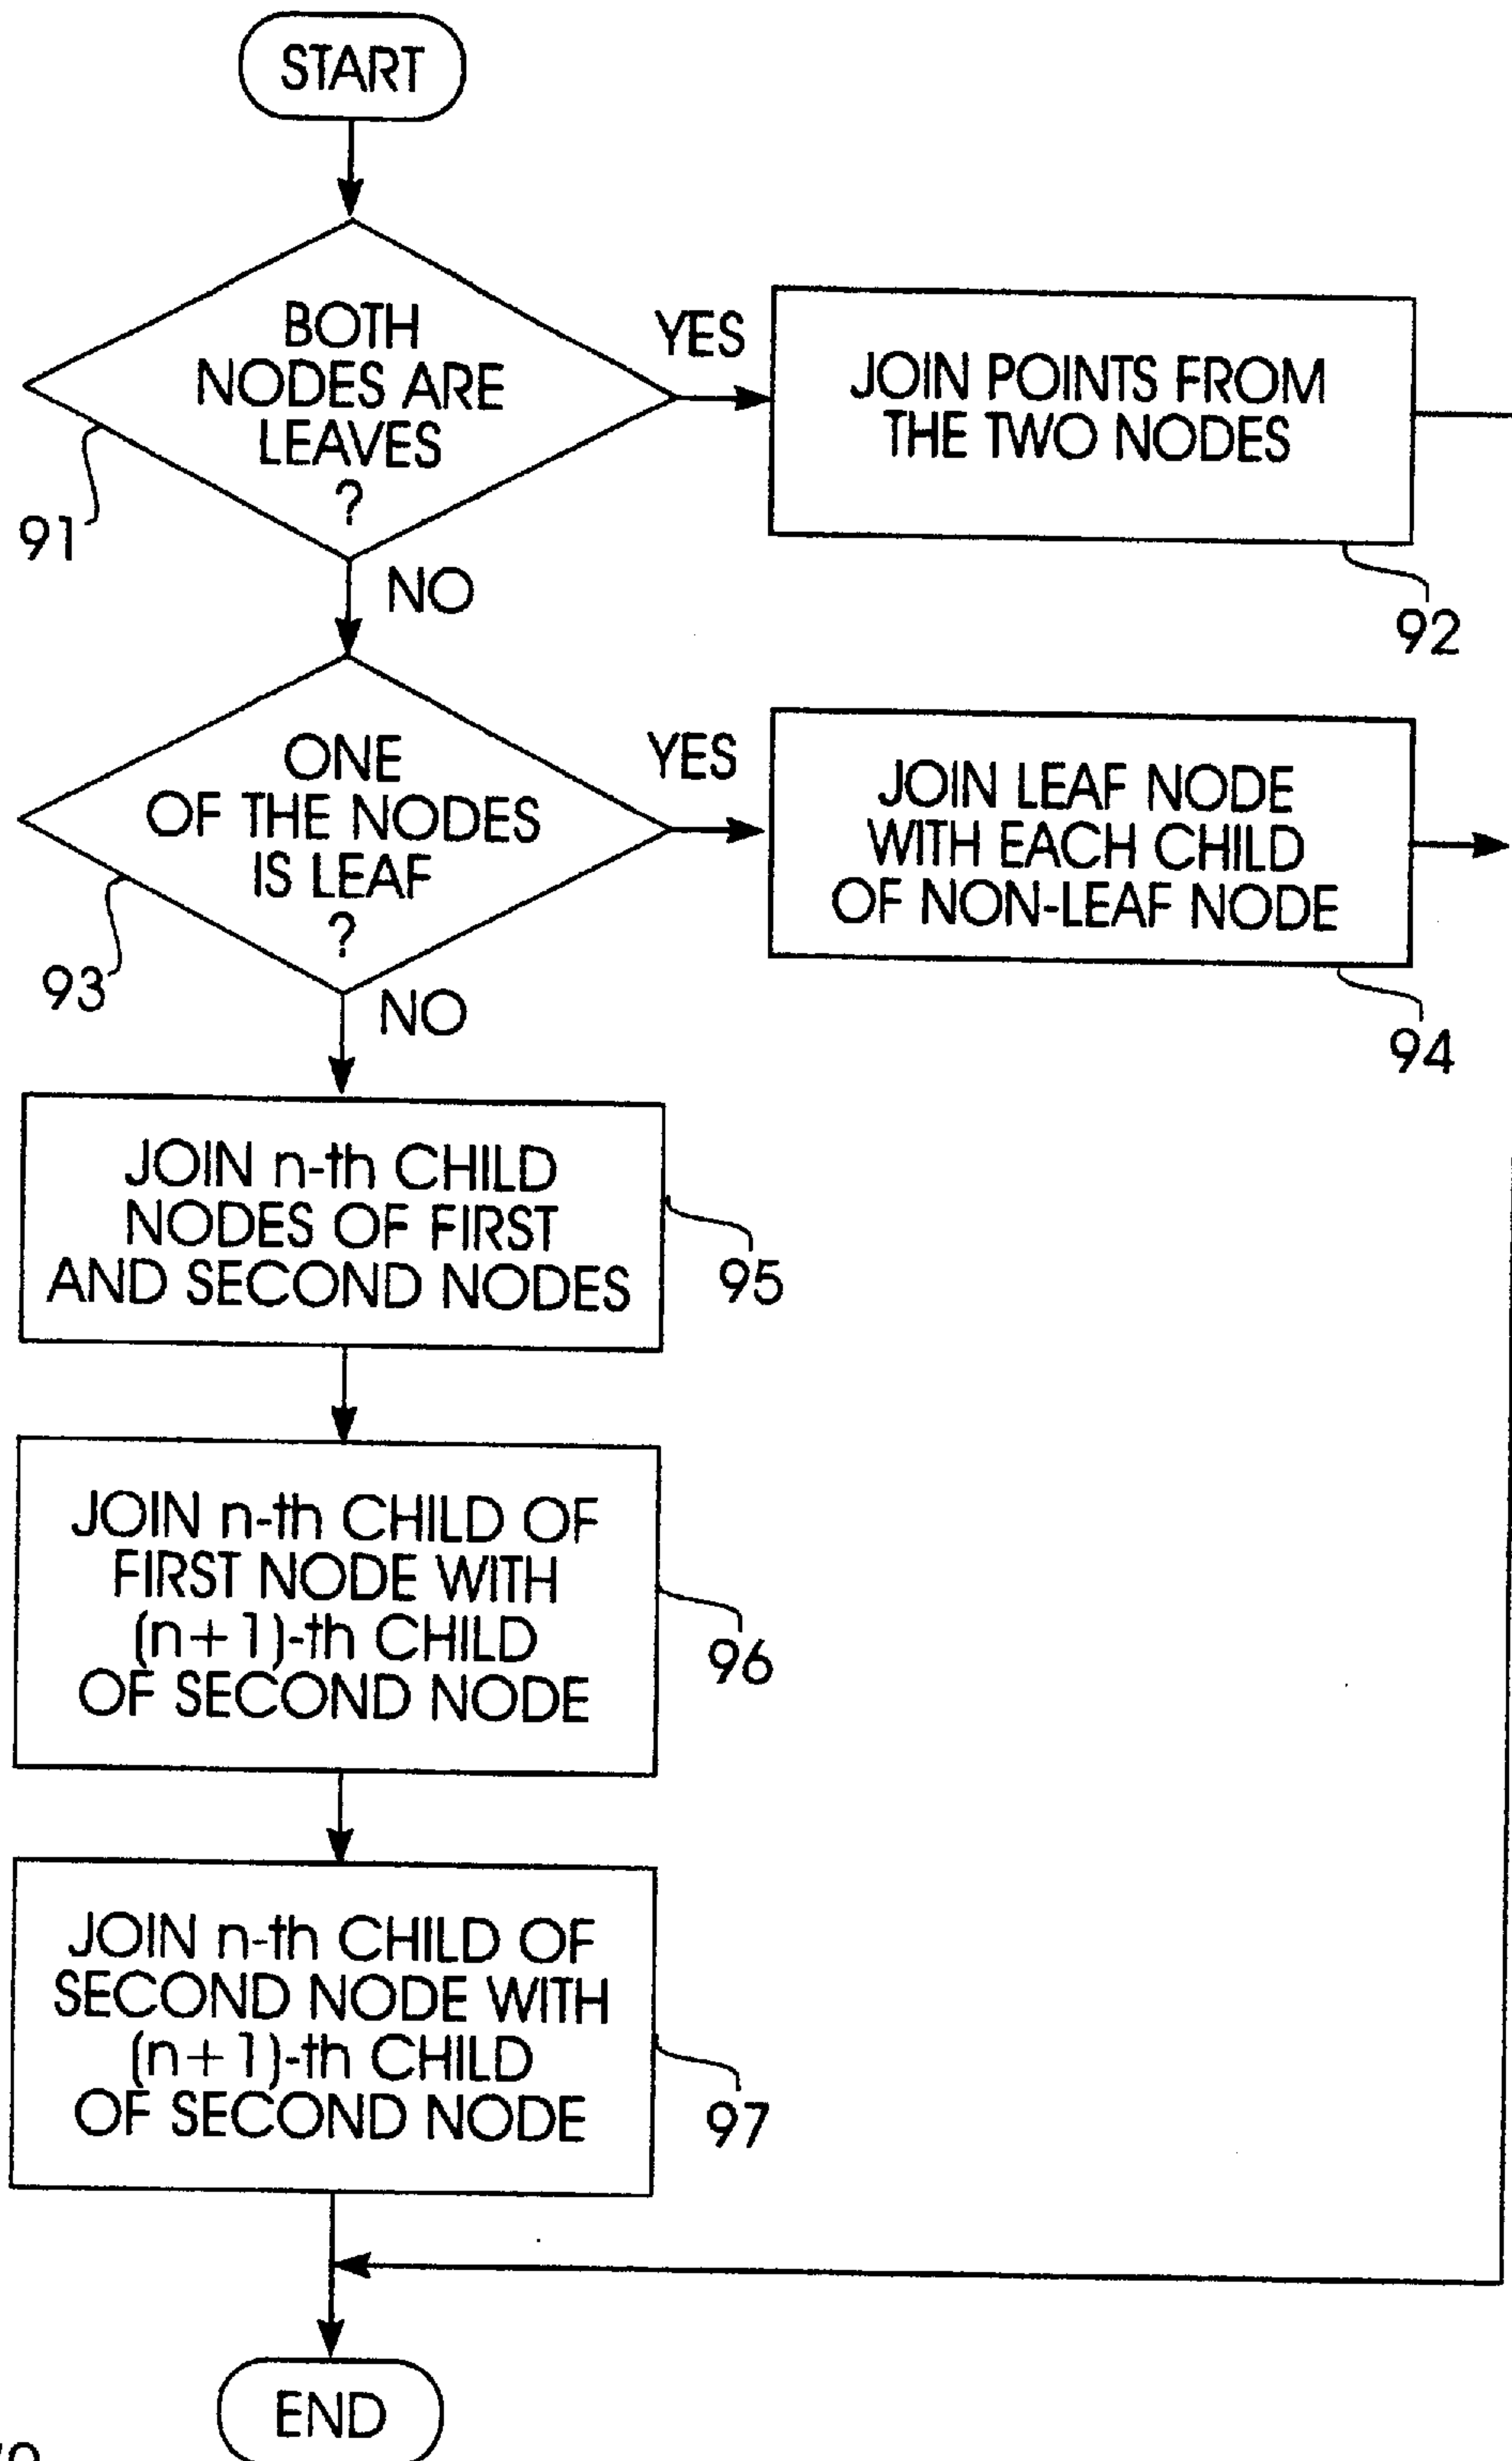 START
BOTH
NODES ARE
LEAVES
?
YES
JOIN POINTS FROM
THE TWO NODES
91
NO
92
ONE
OF THE NODES
IS LEAF
?
YES
JOIN LEAF NODE
WITH EACH CHILD
OF NON-LEAF NODE
93
NO
94
JOIN n-th CHILD
NODES OF FIRST
AND SECOND NODES
95
JOIN n-th CHILD OF
FIRST NODE WITH
(n+1)-th CHILD
OF SECOND NODE
96
JOIN n-th CHILD OF
SECOND NODE WITH
(n+1)-th CHILD
OF SECOND NODE
97
END